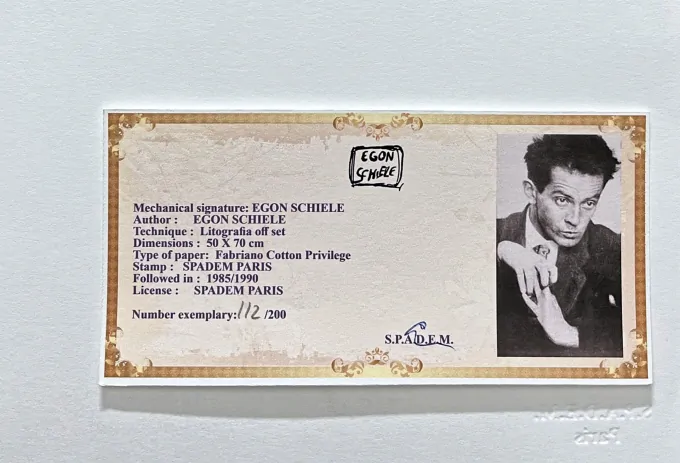 EGON
SCHIELE
Mechanical signature: EGON SCHIELE
Author : EGON SCHIELE
Technique : Litografia off set
Dimensions : 50 X 70 cm
Type of paper: Fabriano Cotton Privilege
Stamp : SPADEM PARIS
Followed in : 1985/1990
License : SPADEM PARIS
Number exemplary: 112 /200
S.P.A.D.E.M.